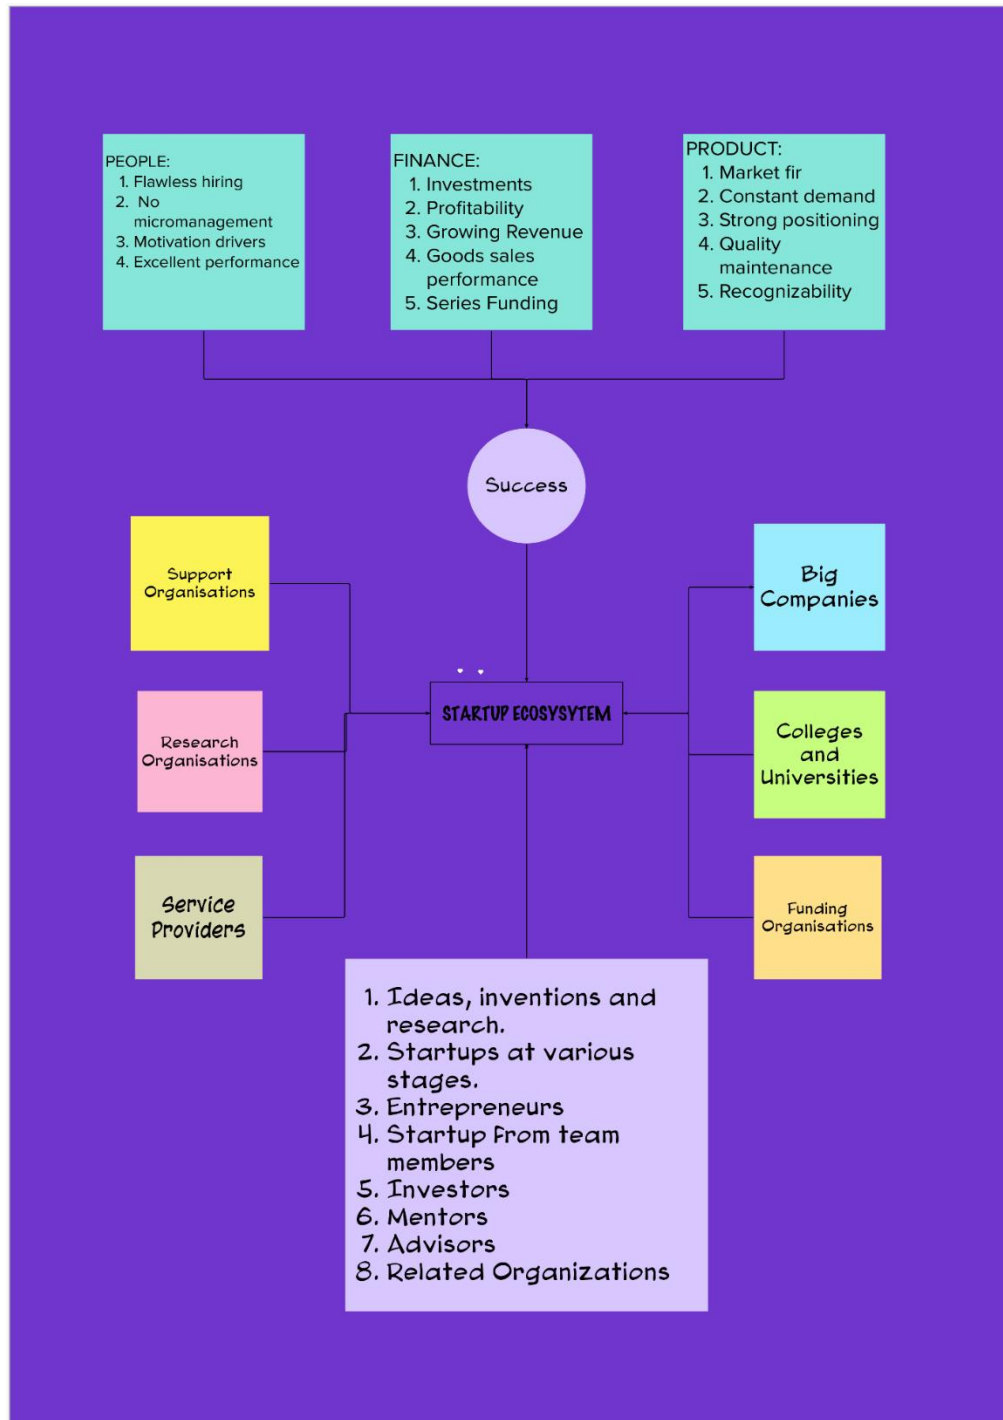 PEOPLE:
1. Flawless hiring
2. No
micromanagement
3. Motivation drivers
4. Excellent performance
FINANCE:
1. Investments
2. Profitability
3. Growing Revenue
4. Goods sales
performance
5. Series Funding
PRODUCT:
1. Market fir
2. Constant demand
3. Strong positioning
4. Quality
maintenance
5. Recognizability
Success
Support
Organisations
Big
Companies
STARTUP ECOSYSYTEM
Research
Organisations
Colleges
and
Universities
Service
Providers
Funding
Organisations
1. Ideas, inventions and
research.
2. Startups at various
stages.
3. Entrepreneurs
4. Startup from team
members
5. Investors
6. Mentors
7. Advisors
8. Related Organizations